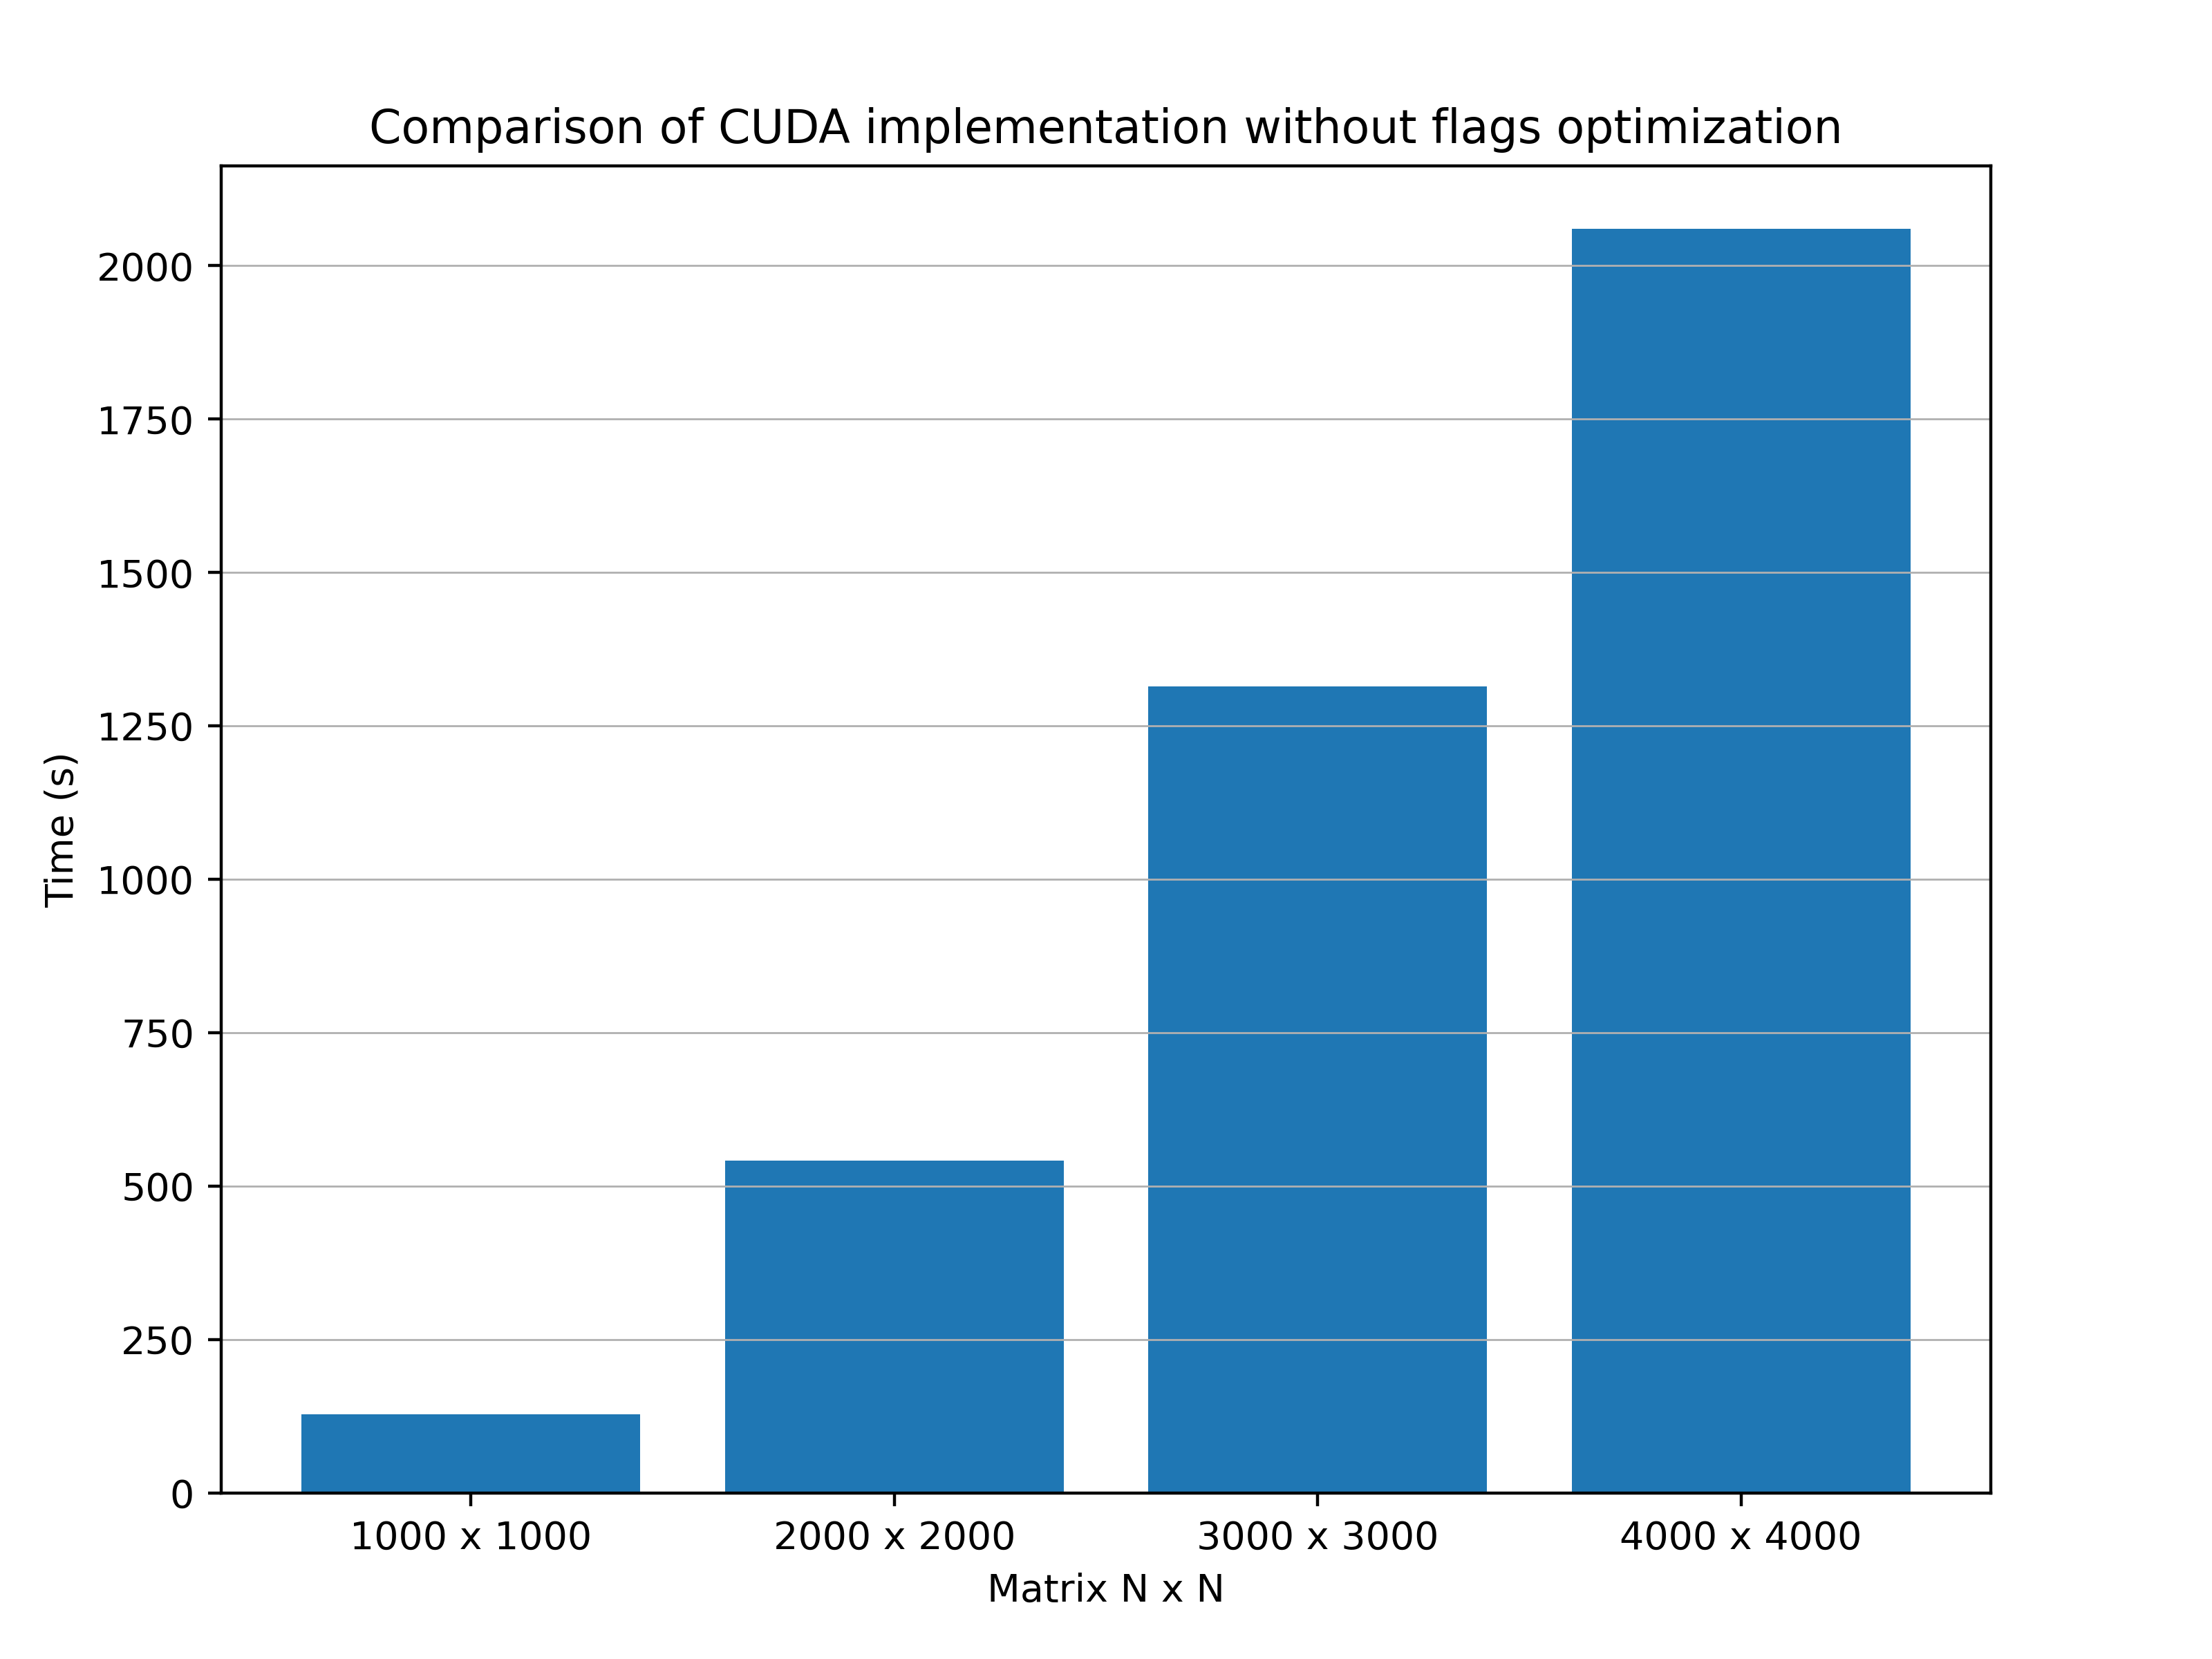 Comparison of CUDA implementation without flags optimization
2000
1750
1500
1250
1000
750
500
250
0
Time (s)
1000 x 1000
2000 x 2000
3000 x 3000
4000 x 4000
Matrix N x N